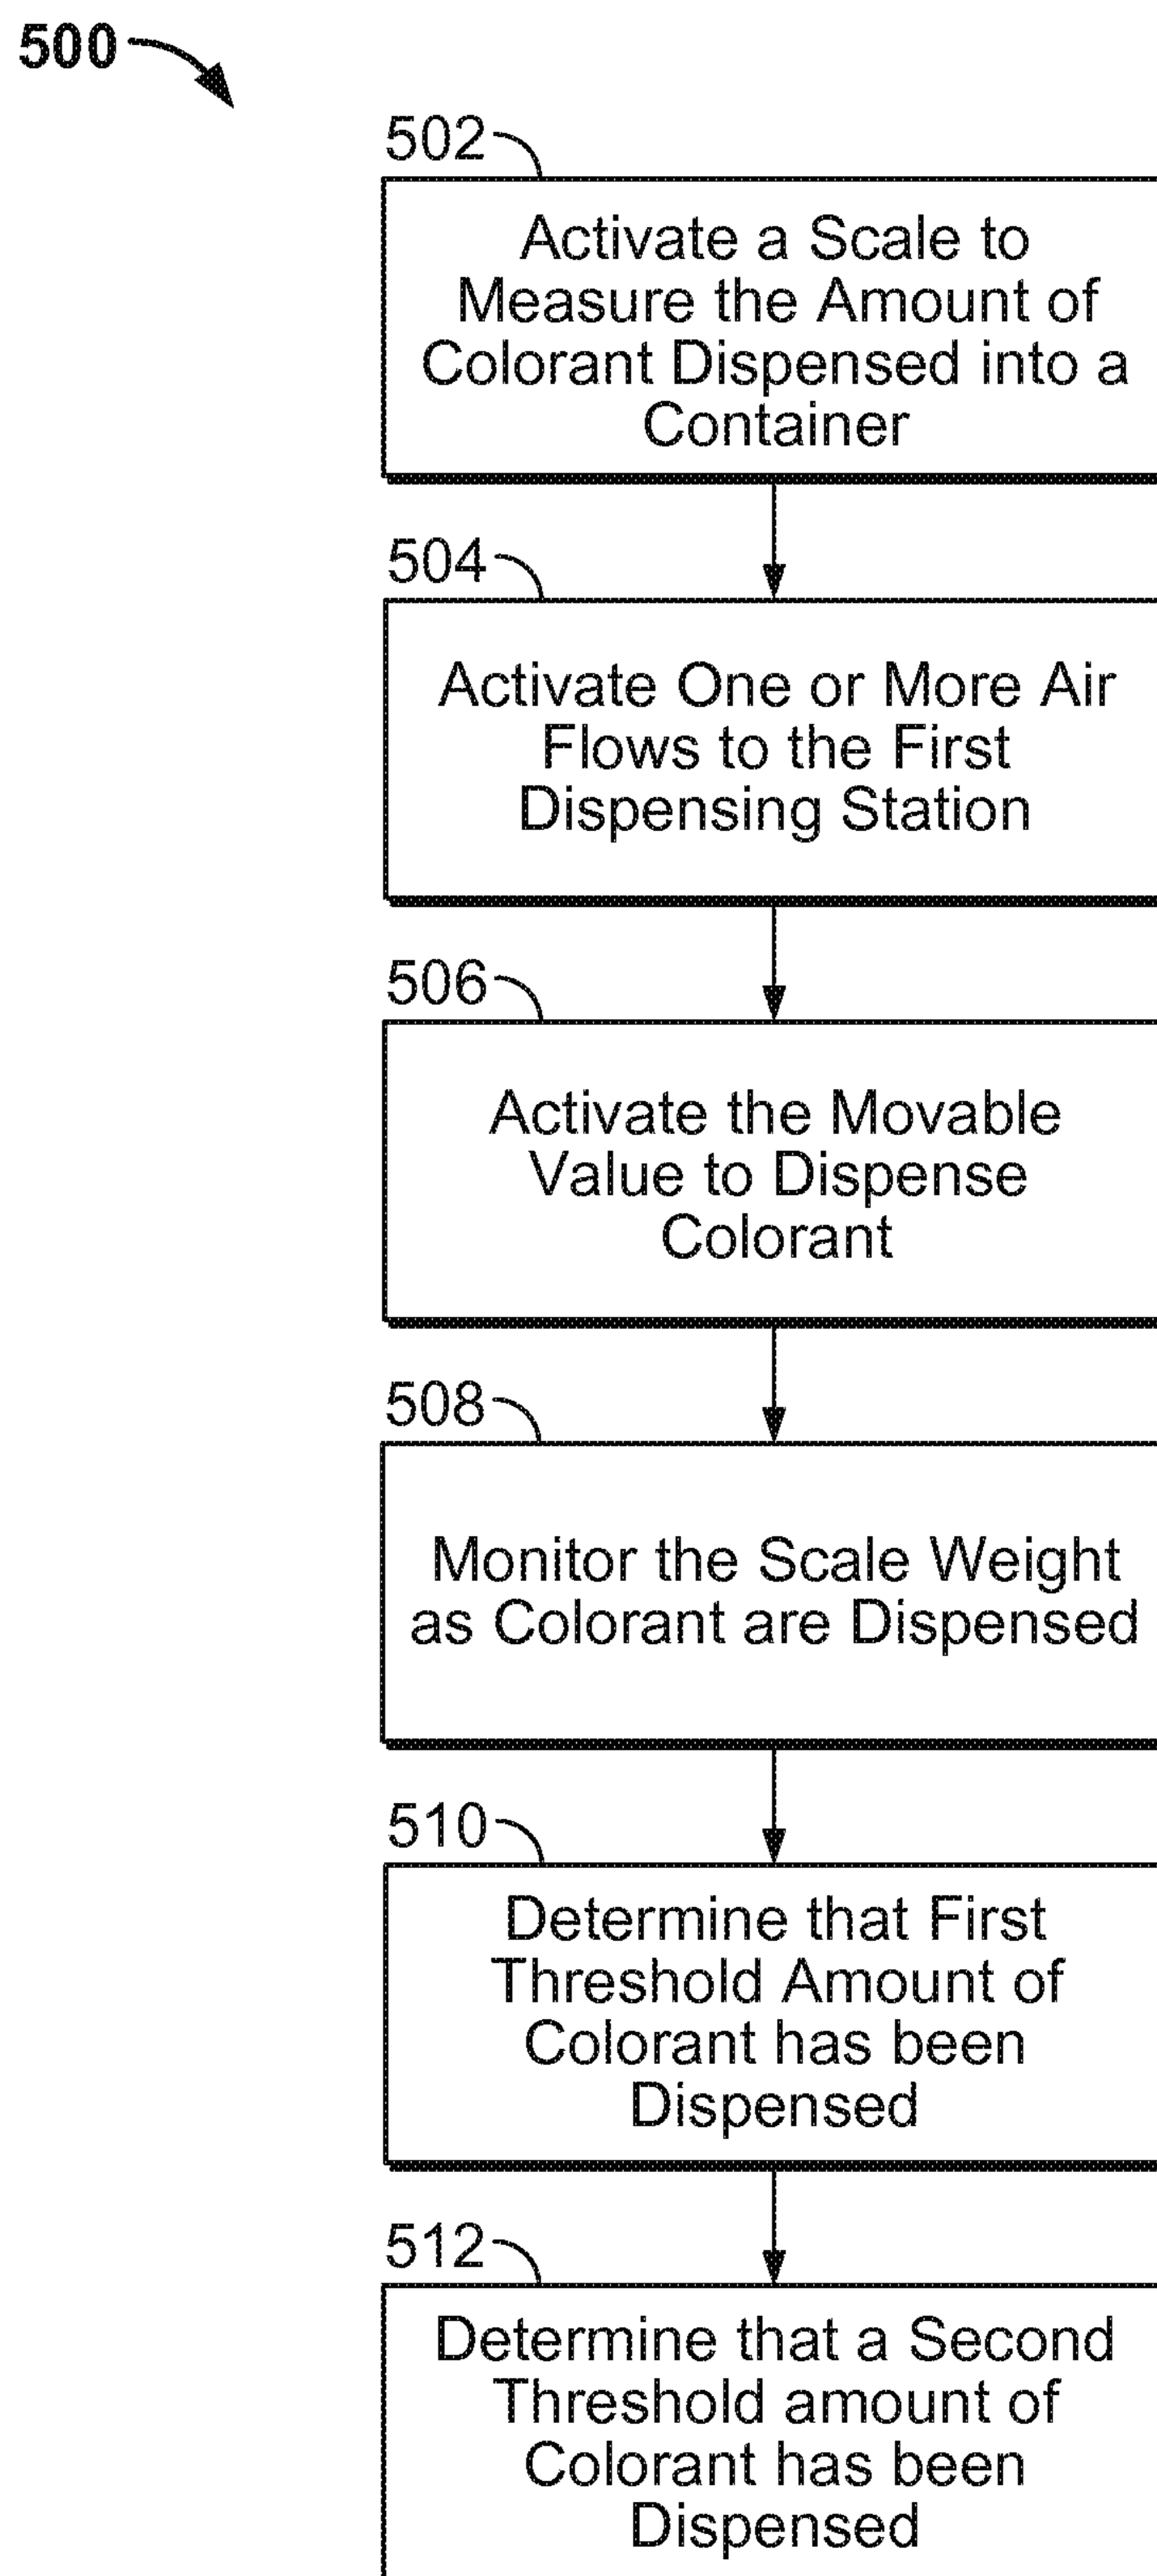 500
502
Activate a Scale to
Measure the Amount of
Colorant Dispensed into a
Container
504
Activate One or More Air
Flows to the First
Dispensing Station
506
Activate the Movable
Value to Dispense
Colorant
508
Monitor the Scale Weight
as Colorant are Dispensed
510
Determine that First
Threshold Amount of
Colorant has been
Dispensed
512
Determine that a Second
Threshold amount of
Colorant has been
Dispensed